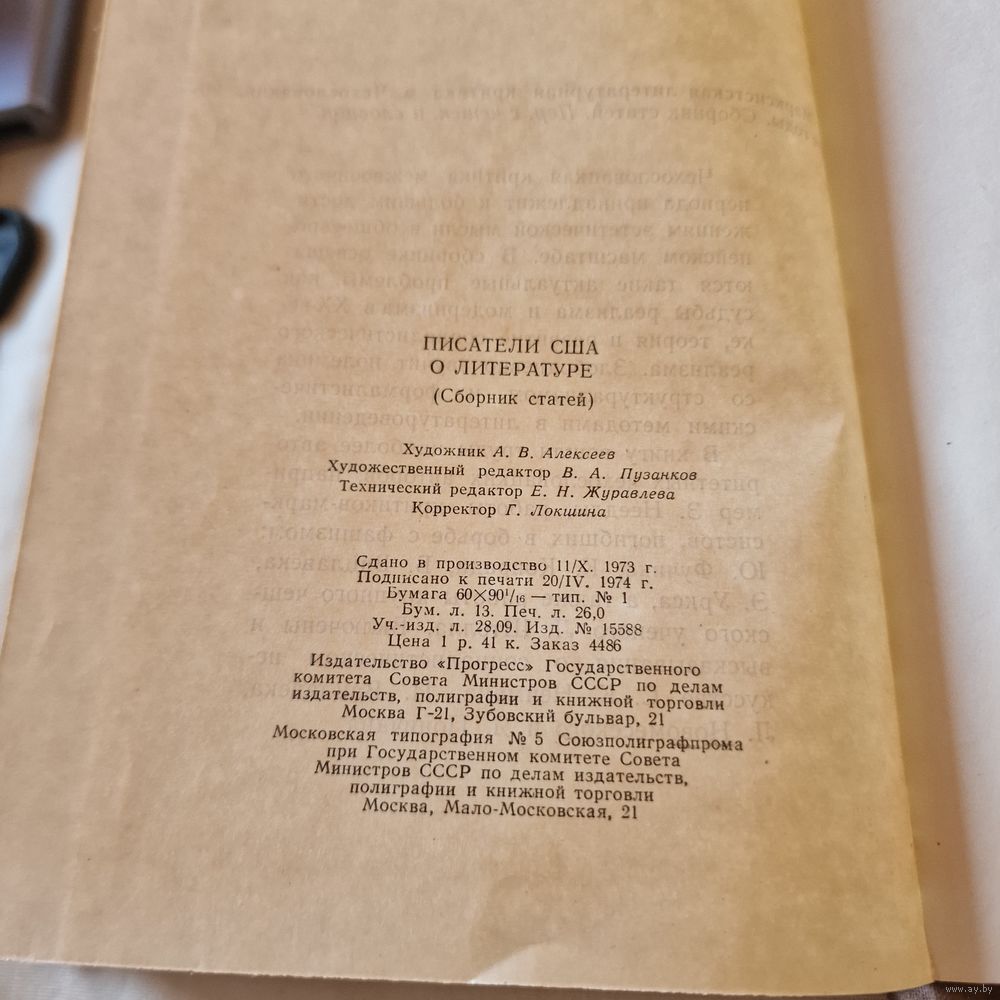 ПИСАТЕЛИ США
О ЛИТЕРАТУРЕ
(Сборник статей)
Художник А. В. Алексеев
Художественный редактор В. А. Пузанков
Технический редактор Е. Н. Журавлева
Корректор Г. Локшина
Сдано в производство 11/X. 1973 г.
Подписано к печати 20/IV. 1974 г.
Бумага 60×90¹/₁₆ — тип. № 1
Бум. л. 13. Печ. л. 26,0
Уч.-изд. л. 28,09. Изд. № 15588
Цена 1 р. 41 к. Заказ 4486
Издательство «Прогресс» Государственного
комитета Совета Министров СССР по делам
издательств, полиграфии и книжной торговли
Москва Г-21, Зубовский бульвар, 21
Московская типография № 5 Союзполиграфпрома
при Государственном комитете Совета
Министров СССР по делам издательств,
полиграфии и книжной торговли
Москва, Мало-Московская, 21
www.ay.by